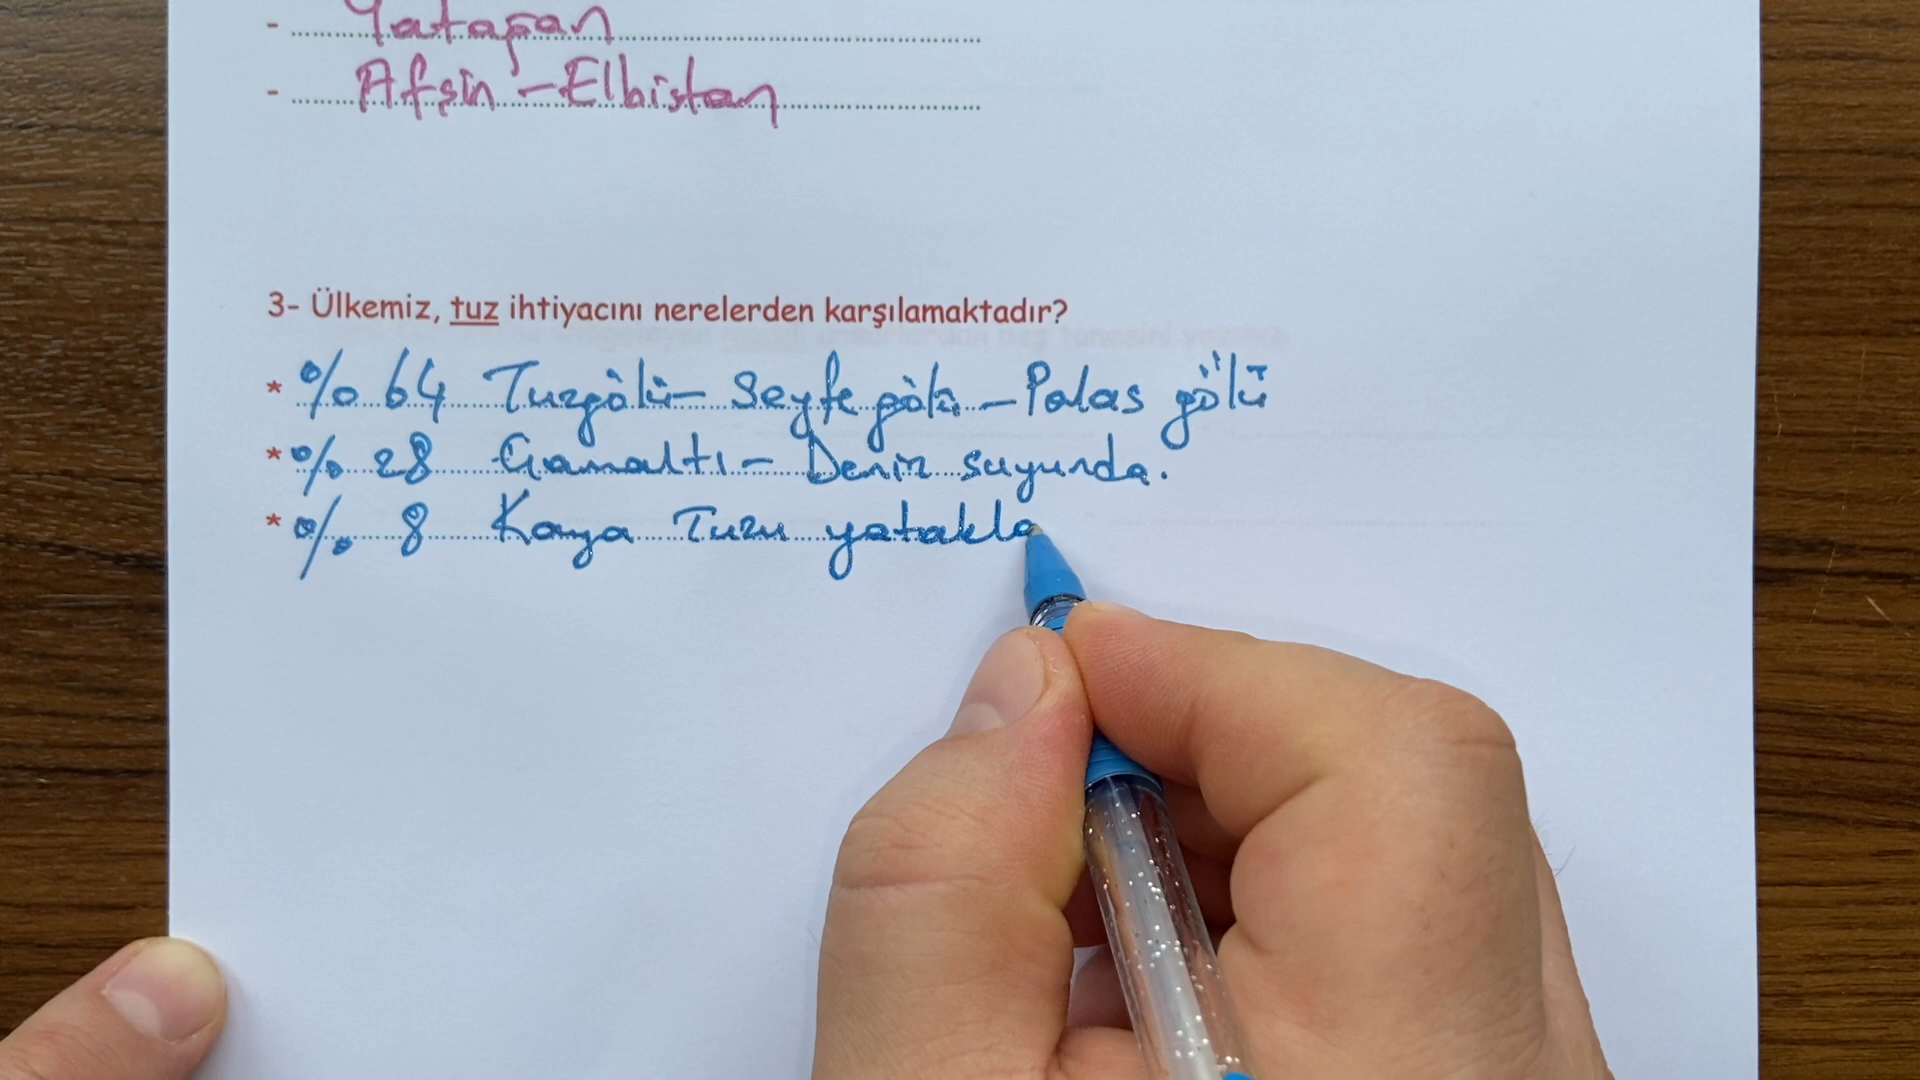 - Yatağan
- Afşin - Elbistan
3- Ülkemiz, tuz ihtiyacını nerelerden karşılamaktadır?
* % 64 Tuzgölü - Seyfe gölü - Palas gölü
* % 28 Çamaltı - Deniz suyunda.
* % 8 Kaya Tuzu yatakla